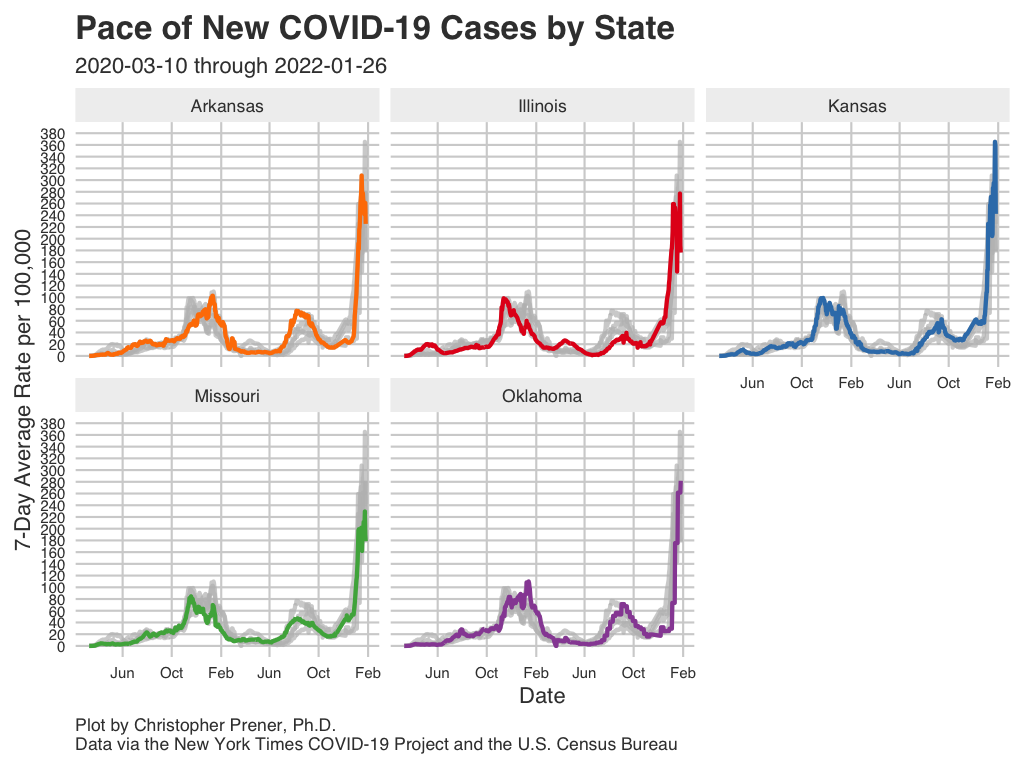 Pace of New COVID-19 Cases by State
2020-03-10 through 2022-01-26
Arkansas
Illinois
Kansas
7-Day Average Rate per 100,000
380
360
340
320
300
280
260
240
220
200
180
160
140
120
100
80
60
40
20
0
Jun Oct Feb Jun Oct Feb
Missouri
Oklahoma
380
360
340
320
300
280
260
240
220
200
180
160
140
120
100
80
60
40
20
0
Jun Oct Feb Jun Oct Feb
Jun Oct Feb Jun Oct Feb
Date
Plot by Christopher Prener, Ph.D.
Data via the New York Times COVID-19 Project and the U.S. Census Bureau